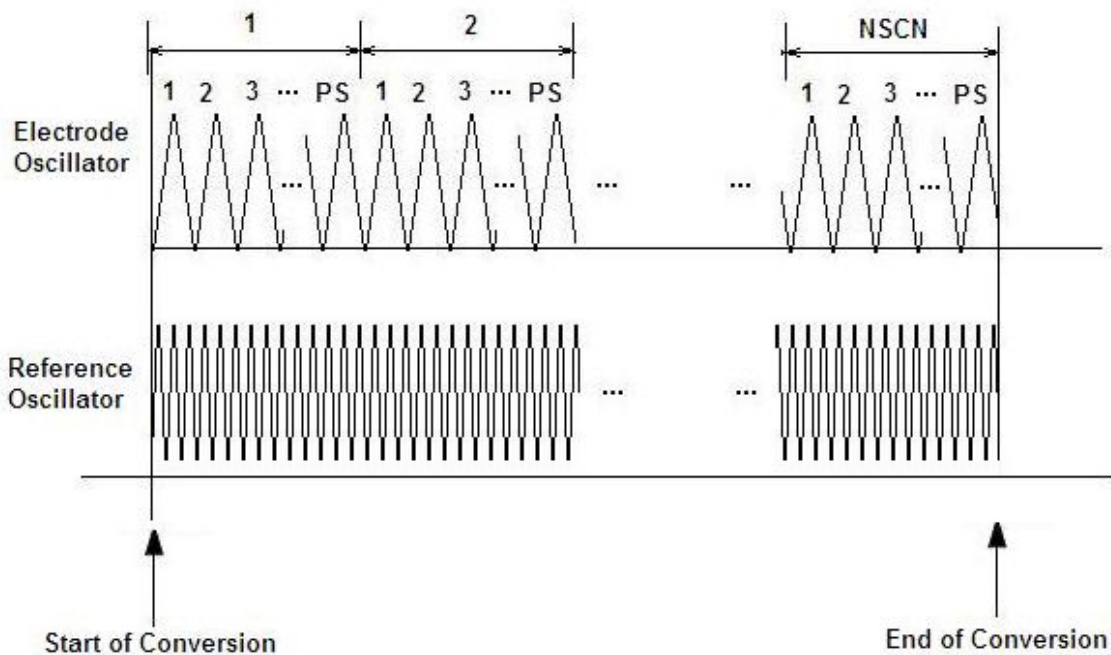 1 2 NSCN
1 2 3 ... PS 1 2 3 ... PS 1 2 3 ... PS
Electrode
Oscillator
... ... ... ... ...
Reference
Oscillator
... ...
Start of Conversion
End of Conversion